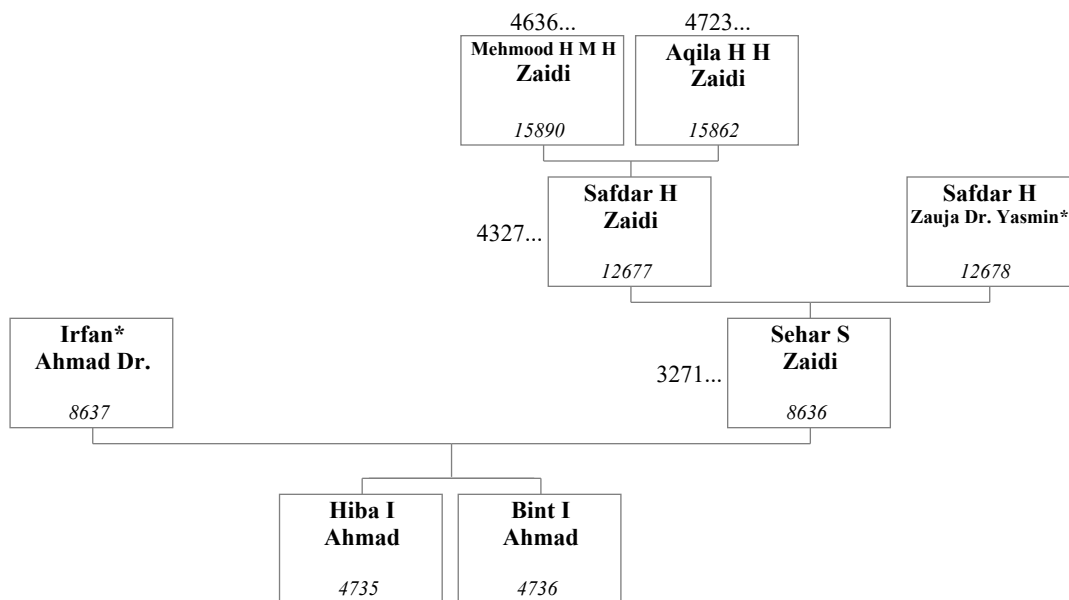 4636...
4723...
Mehmood H M H
Zaidi
15890
Aqila H H
Zaidi
15862
4327...
Safdar H
Zaidi
12677
Safdar H
Zauja Dr. Yasmin*
12678
Irfan*
Ahmad Dr.
8637
3271...
Sehar S
Zaidi
8636
Hiba I
Ahmad
4735
Bint I
Ahmad
4736